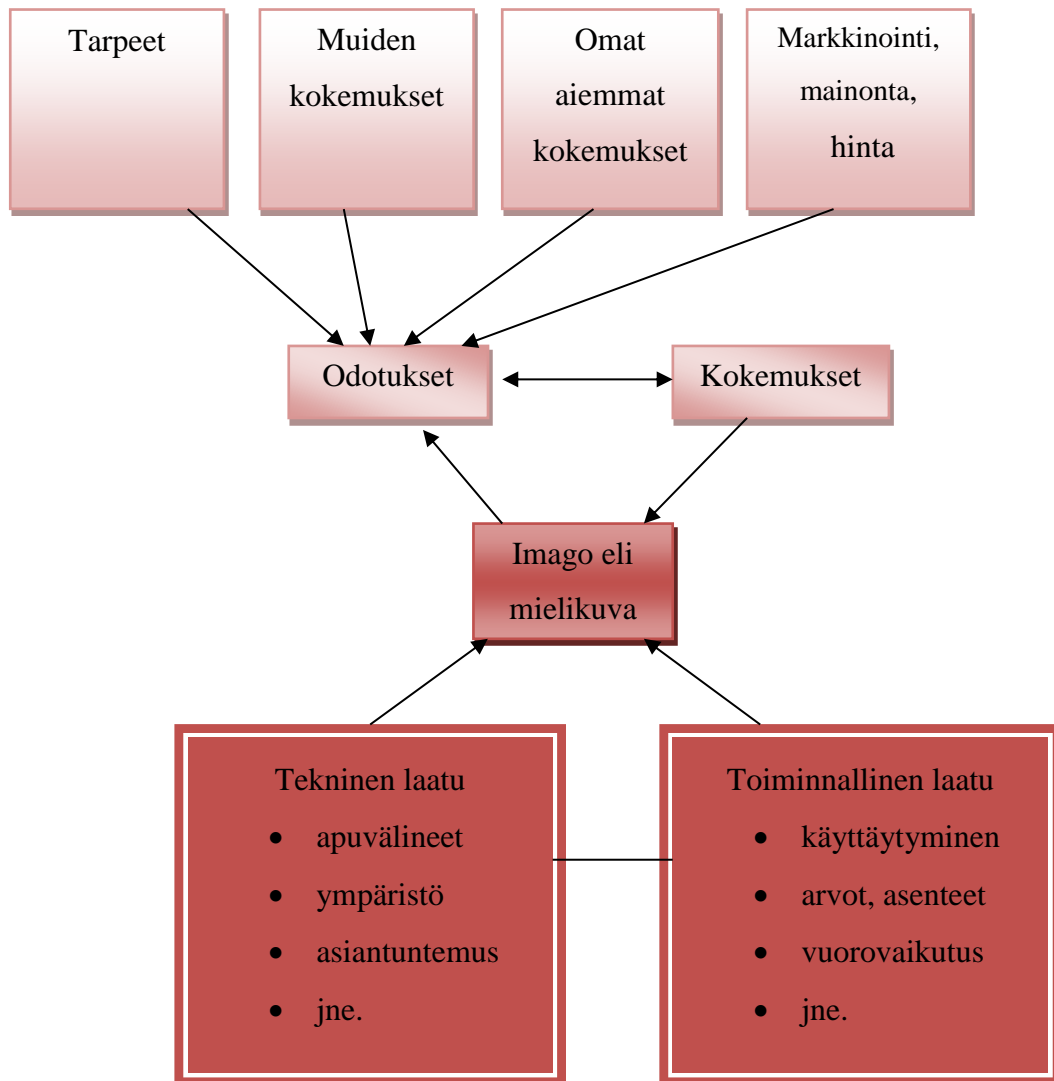 Tarpeet
Muiden
kokemukset
Omat
aiemmat
kokemukset
Markkinointi,
mainonta,
hinta
Odotukset
Kokemukset
Imago eli
mielikuva
Tekninen laatu
• apuvälineet
• ympäristö
• asiantuntemus
• jne.
Toiminnallinen laatu
• käyttäytyminen
• arvot, asenteet
• vuorovaikutus
• jne.